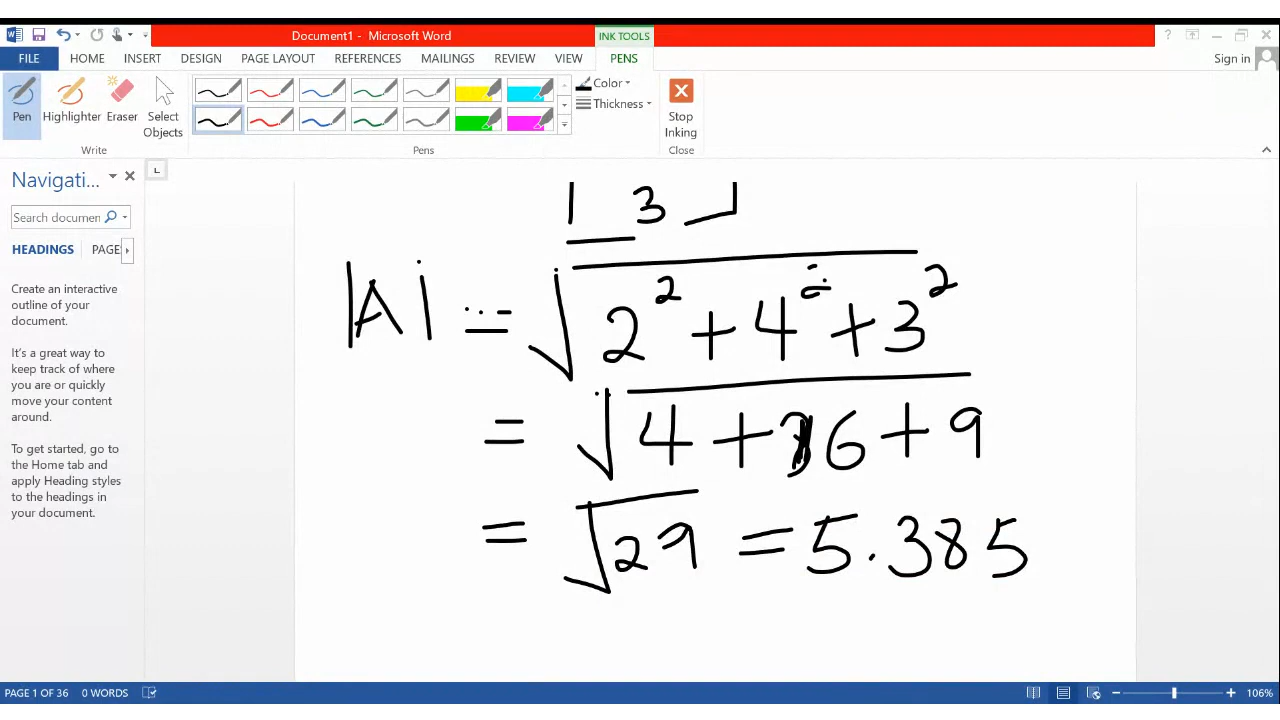 Document1 - Microsoft Word
INK TOOLS
FILE HOME INSERT DESIGN PAGE LAYOUT REFERENCES MAILINGS REVIEW VIEW PENS
Sign in
Pen Highlighter Eraser Select Objects
Color
Thickness
Stop Inking
Write Pens Close
Navigati...
Search documen
HEADINGS PAGE
Create an interactive
outline of your
document.
It's a great way to
keep track of where
you are or quickly
move your content
around.
To get started, go to
the Home tab and
apply Heading styles
to the headings in
your document.
3
|A| = √2² + 4² + 3²
= √4 + 16 + 9
= √29 = 5.385
PAGE 1 OF 36 0 WORDS
106%